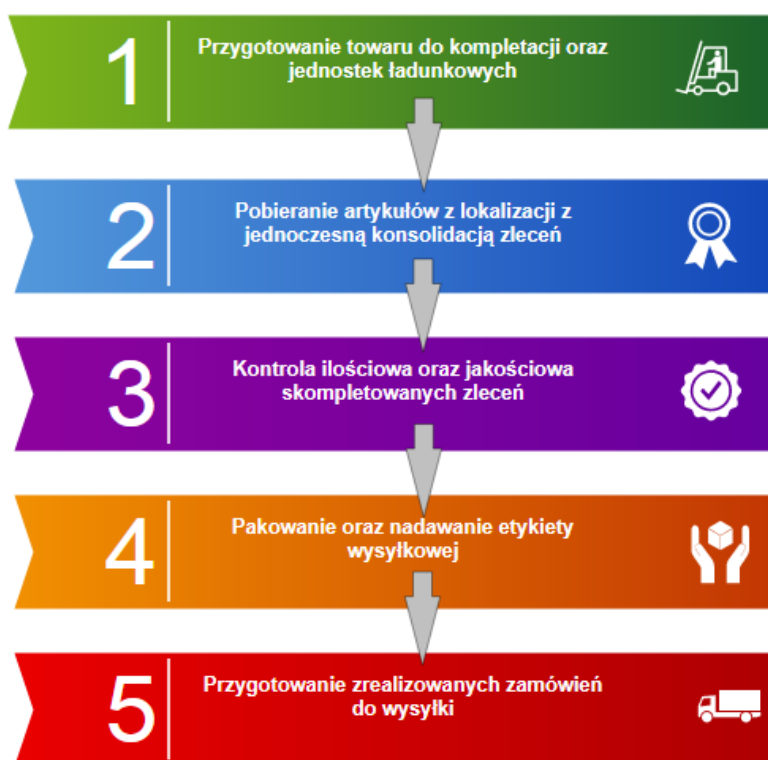 1
Przygotowanie towaru do kompletacji oraz
jednostek ładunkowych
2
Pobieranie artykułów z lokalizacji z
jednoczesną konsolidacją zleceń
3
Kontrola ilościowa oraz jakościowa
skompletowanych zleceń
4
Pakowanie oraz nadawanie etykiety
wysyłkowej
5
Przygotowanie zrealizowanych zamówień
do wysyłki